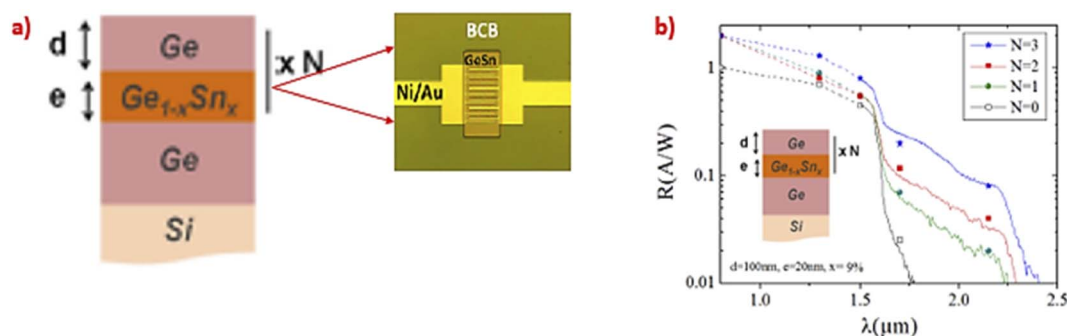 a)
d
Ge
x N
e
Ge1-xSnx
Ge
Si
BCB
GeSn
Ni/Au
b)
N=3
N=2
N=1
N=0
R(A/W)
1
0.1
0.01
d
Ge
x N
e
Ge1-xSnx
Ge
Si
d=100nm, e=20nm, x= 9%
1.0 1.5 2.0 2.5
λ(μm)